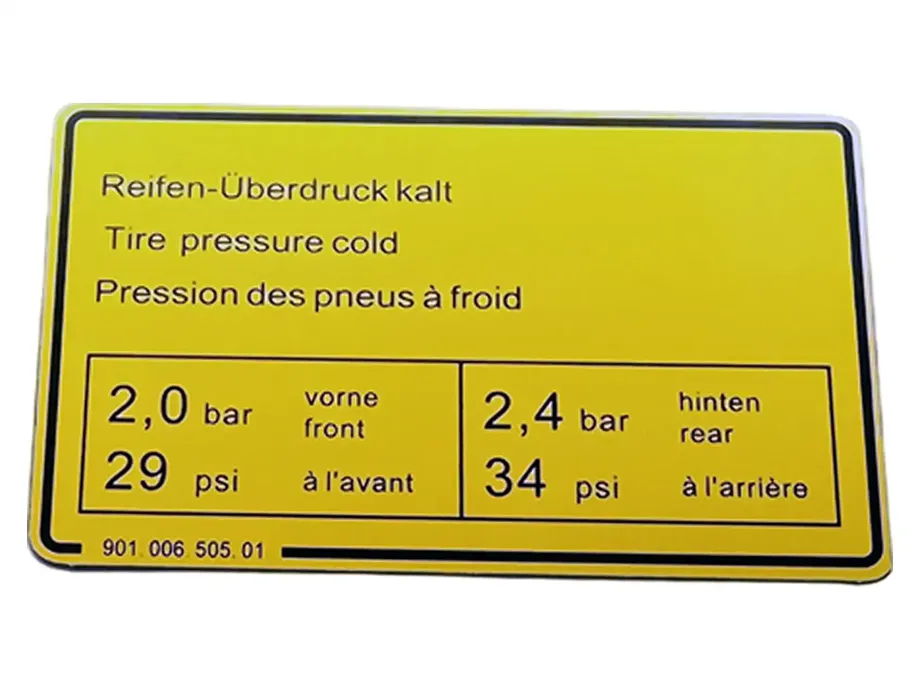 Reifen-Überdruck kalt
Tire pressure cold
Pression des pneus à froid
2,0 bar vorne
front
29 psi à l'avant
2,4 bar hinten
rear
34 psi à l'arrière
901. 006. 505. 01